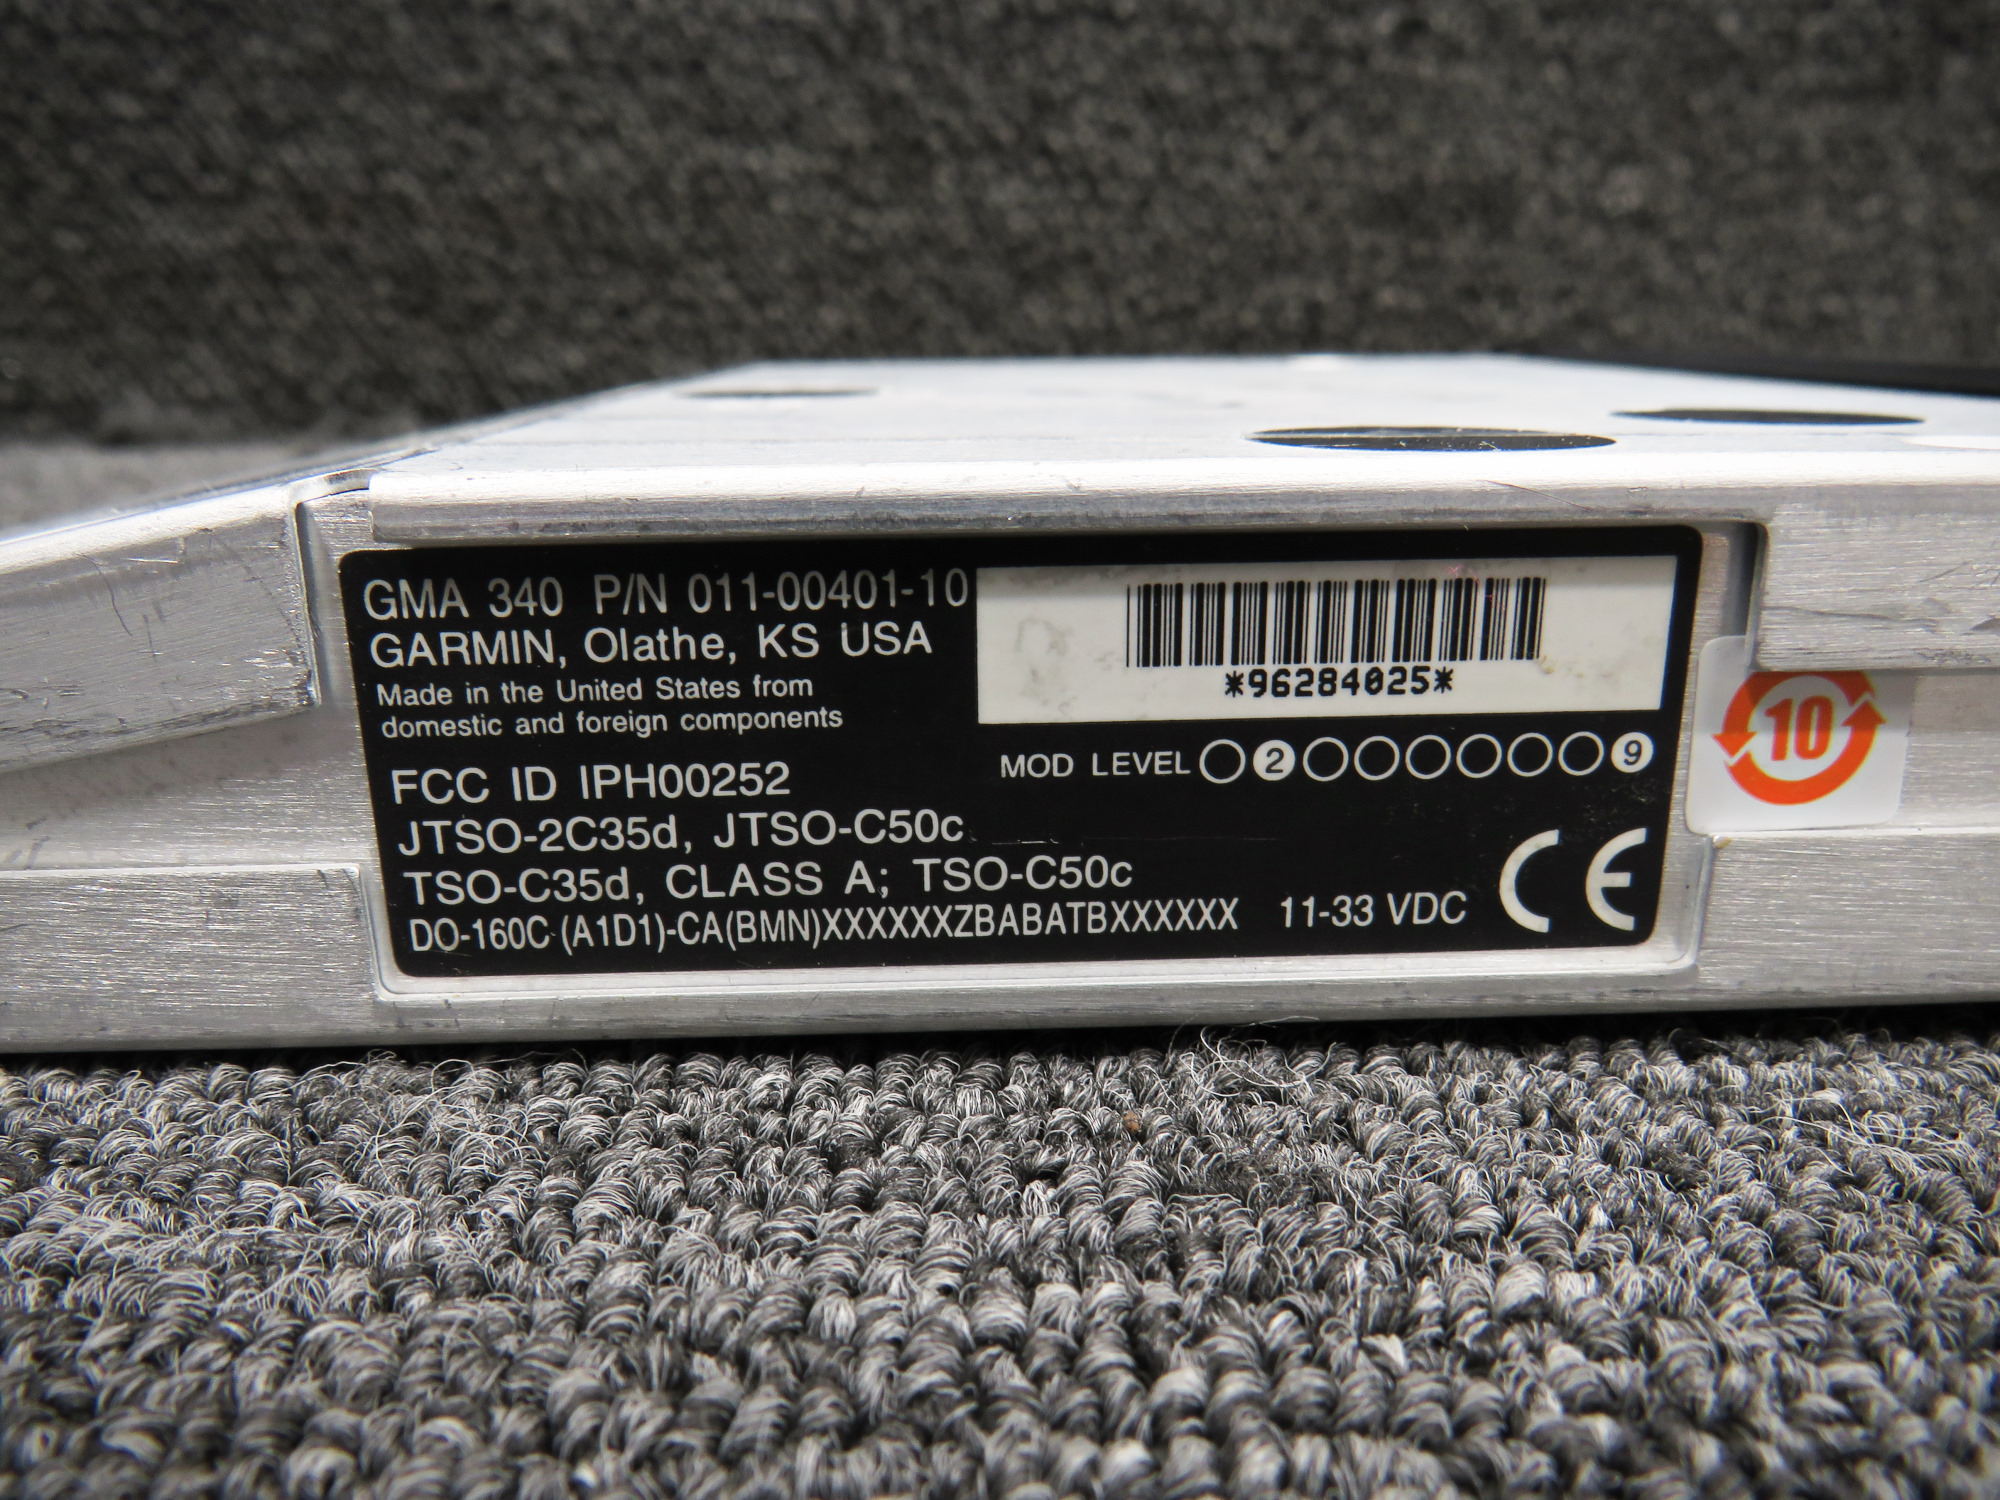 GMA 340 P/N 011-00401-10
GARMIN, Olathe, KS USA
Made in the United States from
domestic and foreign components
*96284025*
MOD LEVEL 2 9
10
FCC ID IPH00252
JTSO-2C35d, JTSO-C50c
TSO-C35d, CLASS A; TSO-C50c
DO-160C (A1D1)-CA(BMN)XXXXXXZBABATBXXXXXX 11-33 VDC
CE